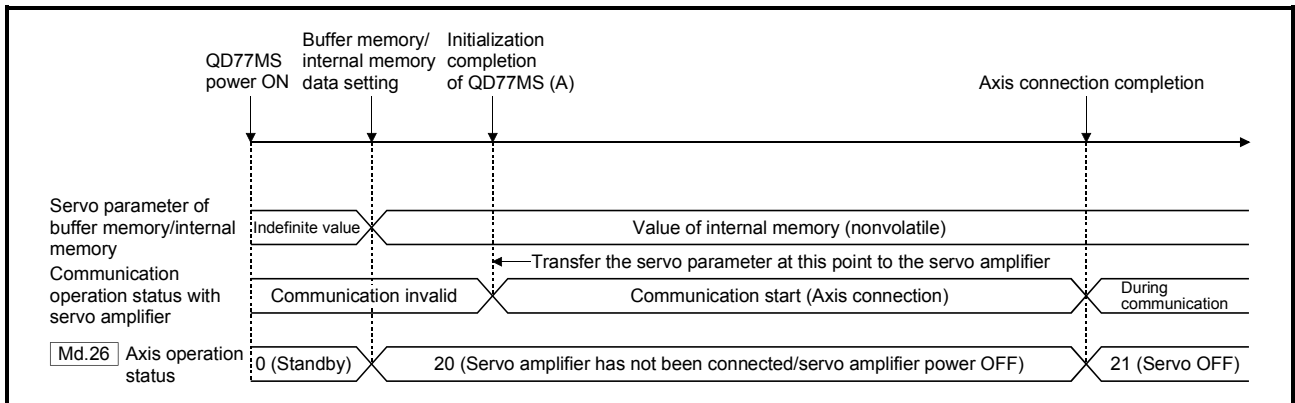 QD77MS
power ON
Buffer memory/
internal memory
data setting
Initialization
completion
of QD77MS (A)
Axis connection completion
Servo parameter of
buffer memory/internal
memory
Indefinite value
Value of internal memory (nonvolatile)
Transfer the servo parameter at this point to the servo amplifier
Communication
operation status with
servo amplifier
Communication invalid
Communication start (Axis connection)
During
communication
Md.26 Axis operation
status
0 (Standby)
20 (Servo amplifier has not been connected/servo amplifier power OFF)
21 (Servo OFF)